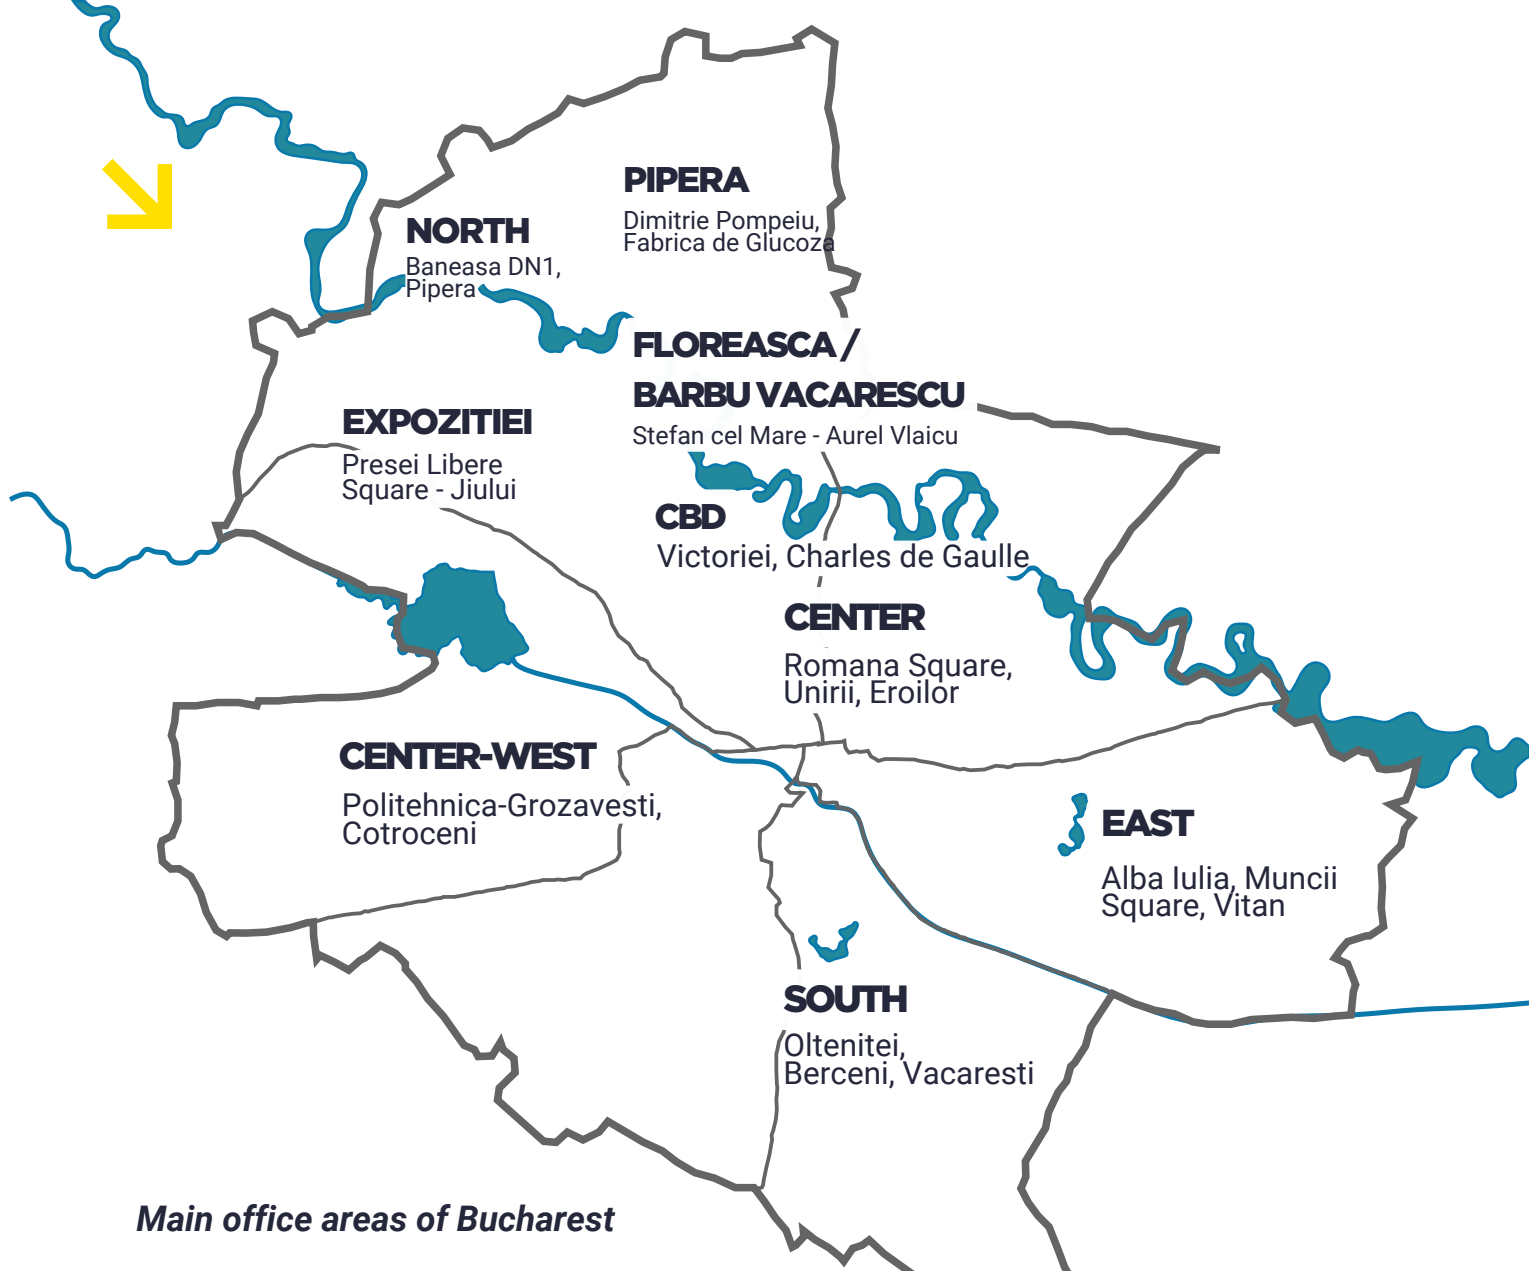 PIPERA
Dimitrie Pompeiu,
Fabrica de Glucoza
NORTH
Baneasa DN1,
Pipera
FLOREASCA /
BARBU VACARESCU
Stefan cel Mare - Aurel Vlaicu
EXPOZITIEI
Presei Libere
Square - Jiului
CBD
Victoriei, Charles de Gaulle
CENTER
Romana Square,
Unirii, Eroilor
CENTER-WEST
Politehnica-Grozavesti,
Cotroceni
EAST
Alba Iulia, Muncii
Square, Vitan
SOUTH
Oltenitei,
Berceni, Vacaresti
Main office areas of Bucharest